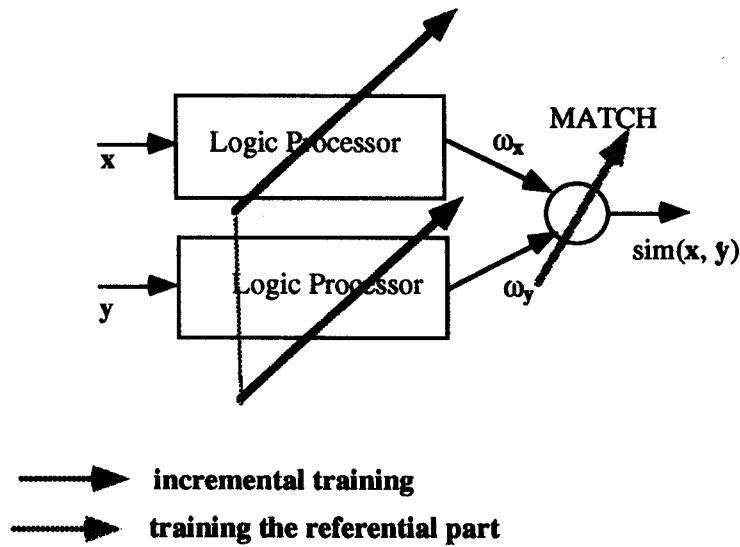 MATCH
Logic Processor
ωx
x
sim(x, y)
Logic Processor
ωy
y
incremental training
training the referential part